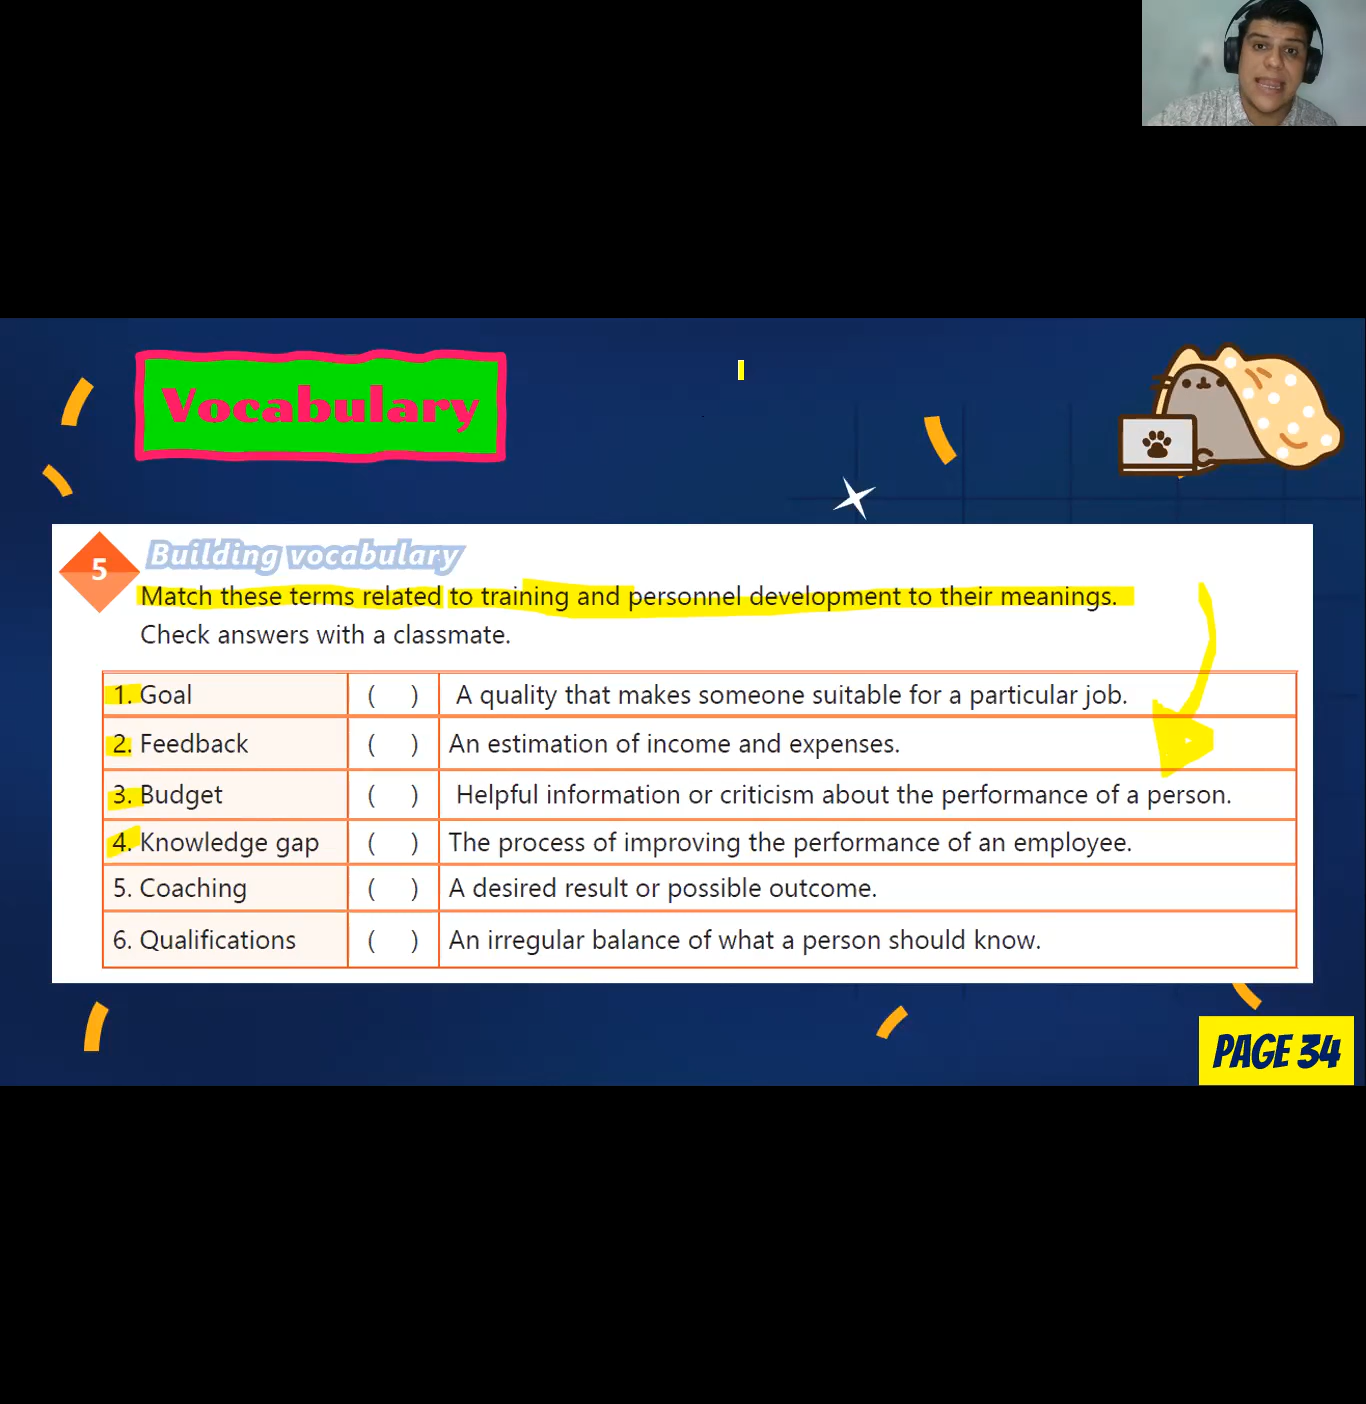 Vocabulary
5
Building vocabulary
Match these terms related to training and personnel development to their meanings.
Check answers with a classmate.
1. Goal ( ) A quality that makes someone suitable for a particular job.
2. Feedback ( ) An estimation of income and expenses.
3. Budget ( ) Helpful information or criticism about the performance of a person.
4. Knowledge gap ( ) The process of improving the performance of an employee.
5. Coaching ( ) A desired result or possible outcome.
6. Qualifications ( ) An irregular balance of what a person should know.
PAGE 34